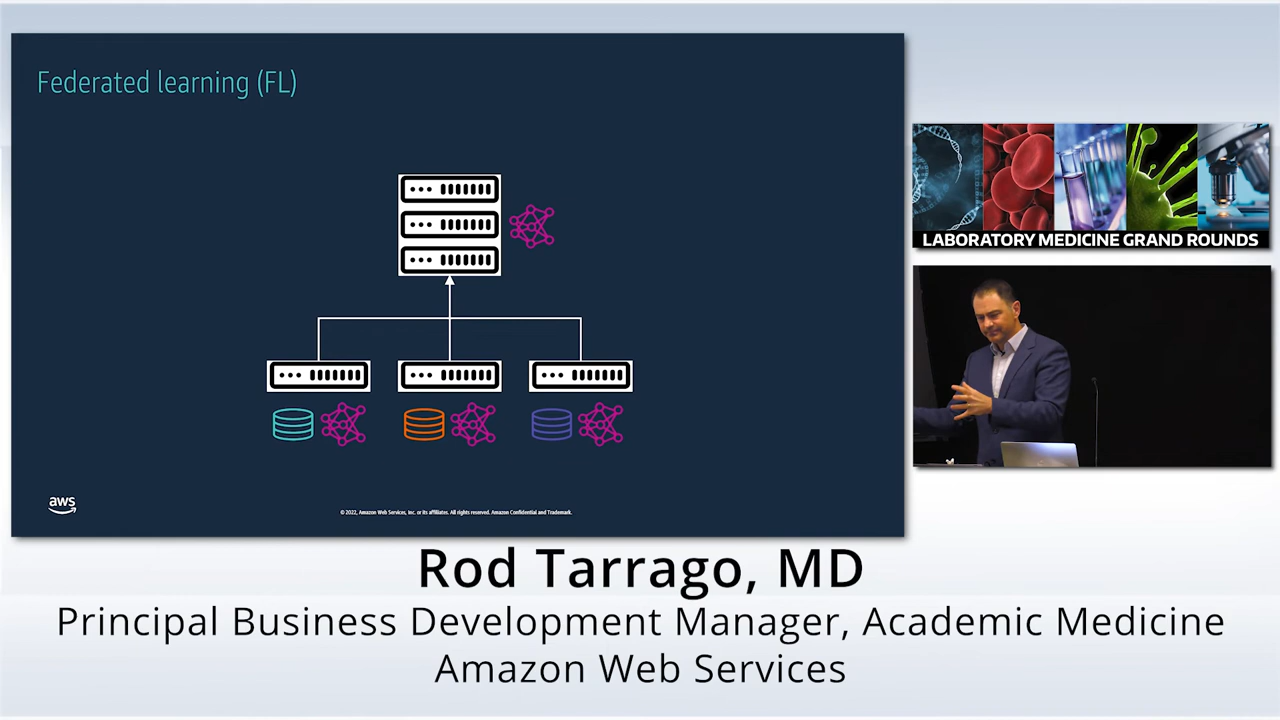 Federated learning (FL)
aws
© 2022, Amazon Web Services, Inc. or its affiliates. All rights reserved. Amazon Confidential and Trademark.
LABORATORY MEDICINE GRAND ROUNDS
Rod Tarrago, MD
Principal Business Development Manager, Academic Medicine
Amazon Web Services